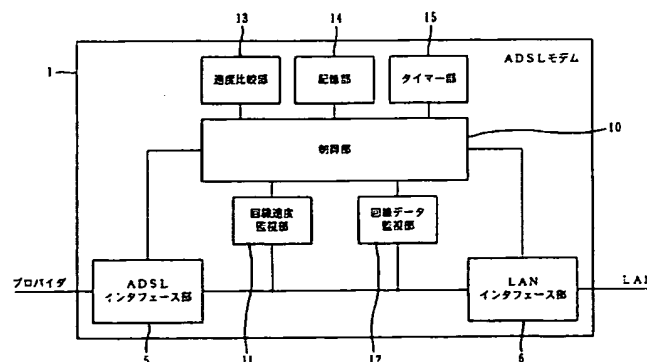 13
14
15
1
ADSLモデム
速度比較部
記憶部
タイマー部
10
制御部
回線速度
監視部
回線データ
監視部
プロバイダ
ADSL
インタフェース部
LAN
インタフェース部
LAN
5
11
12
6